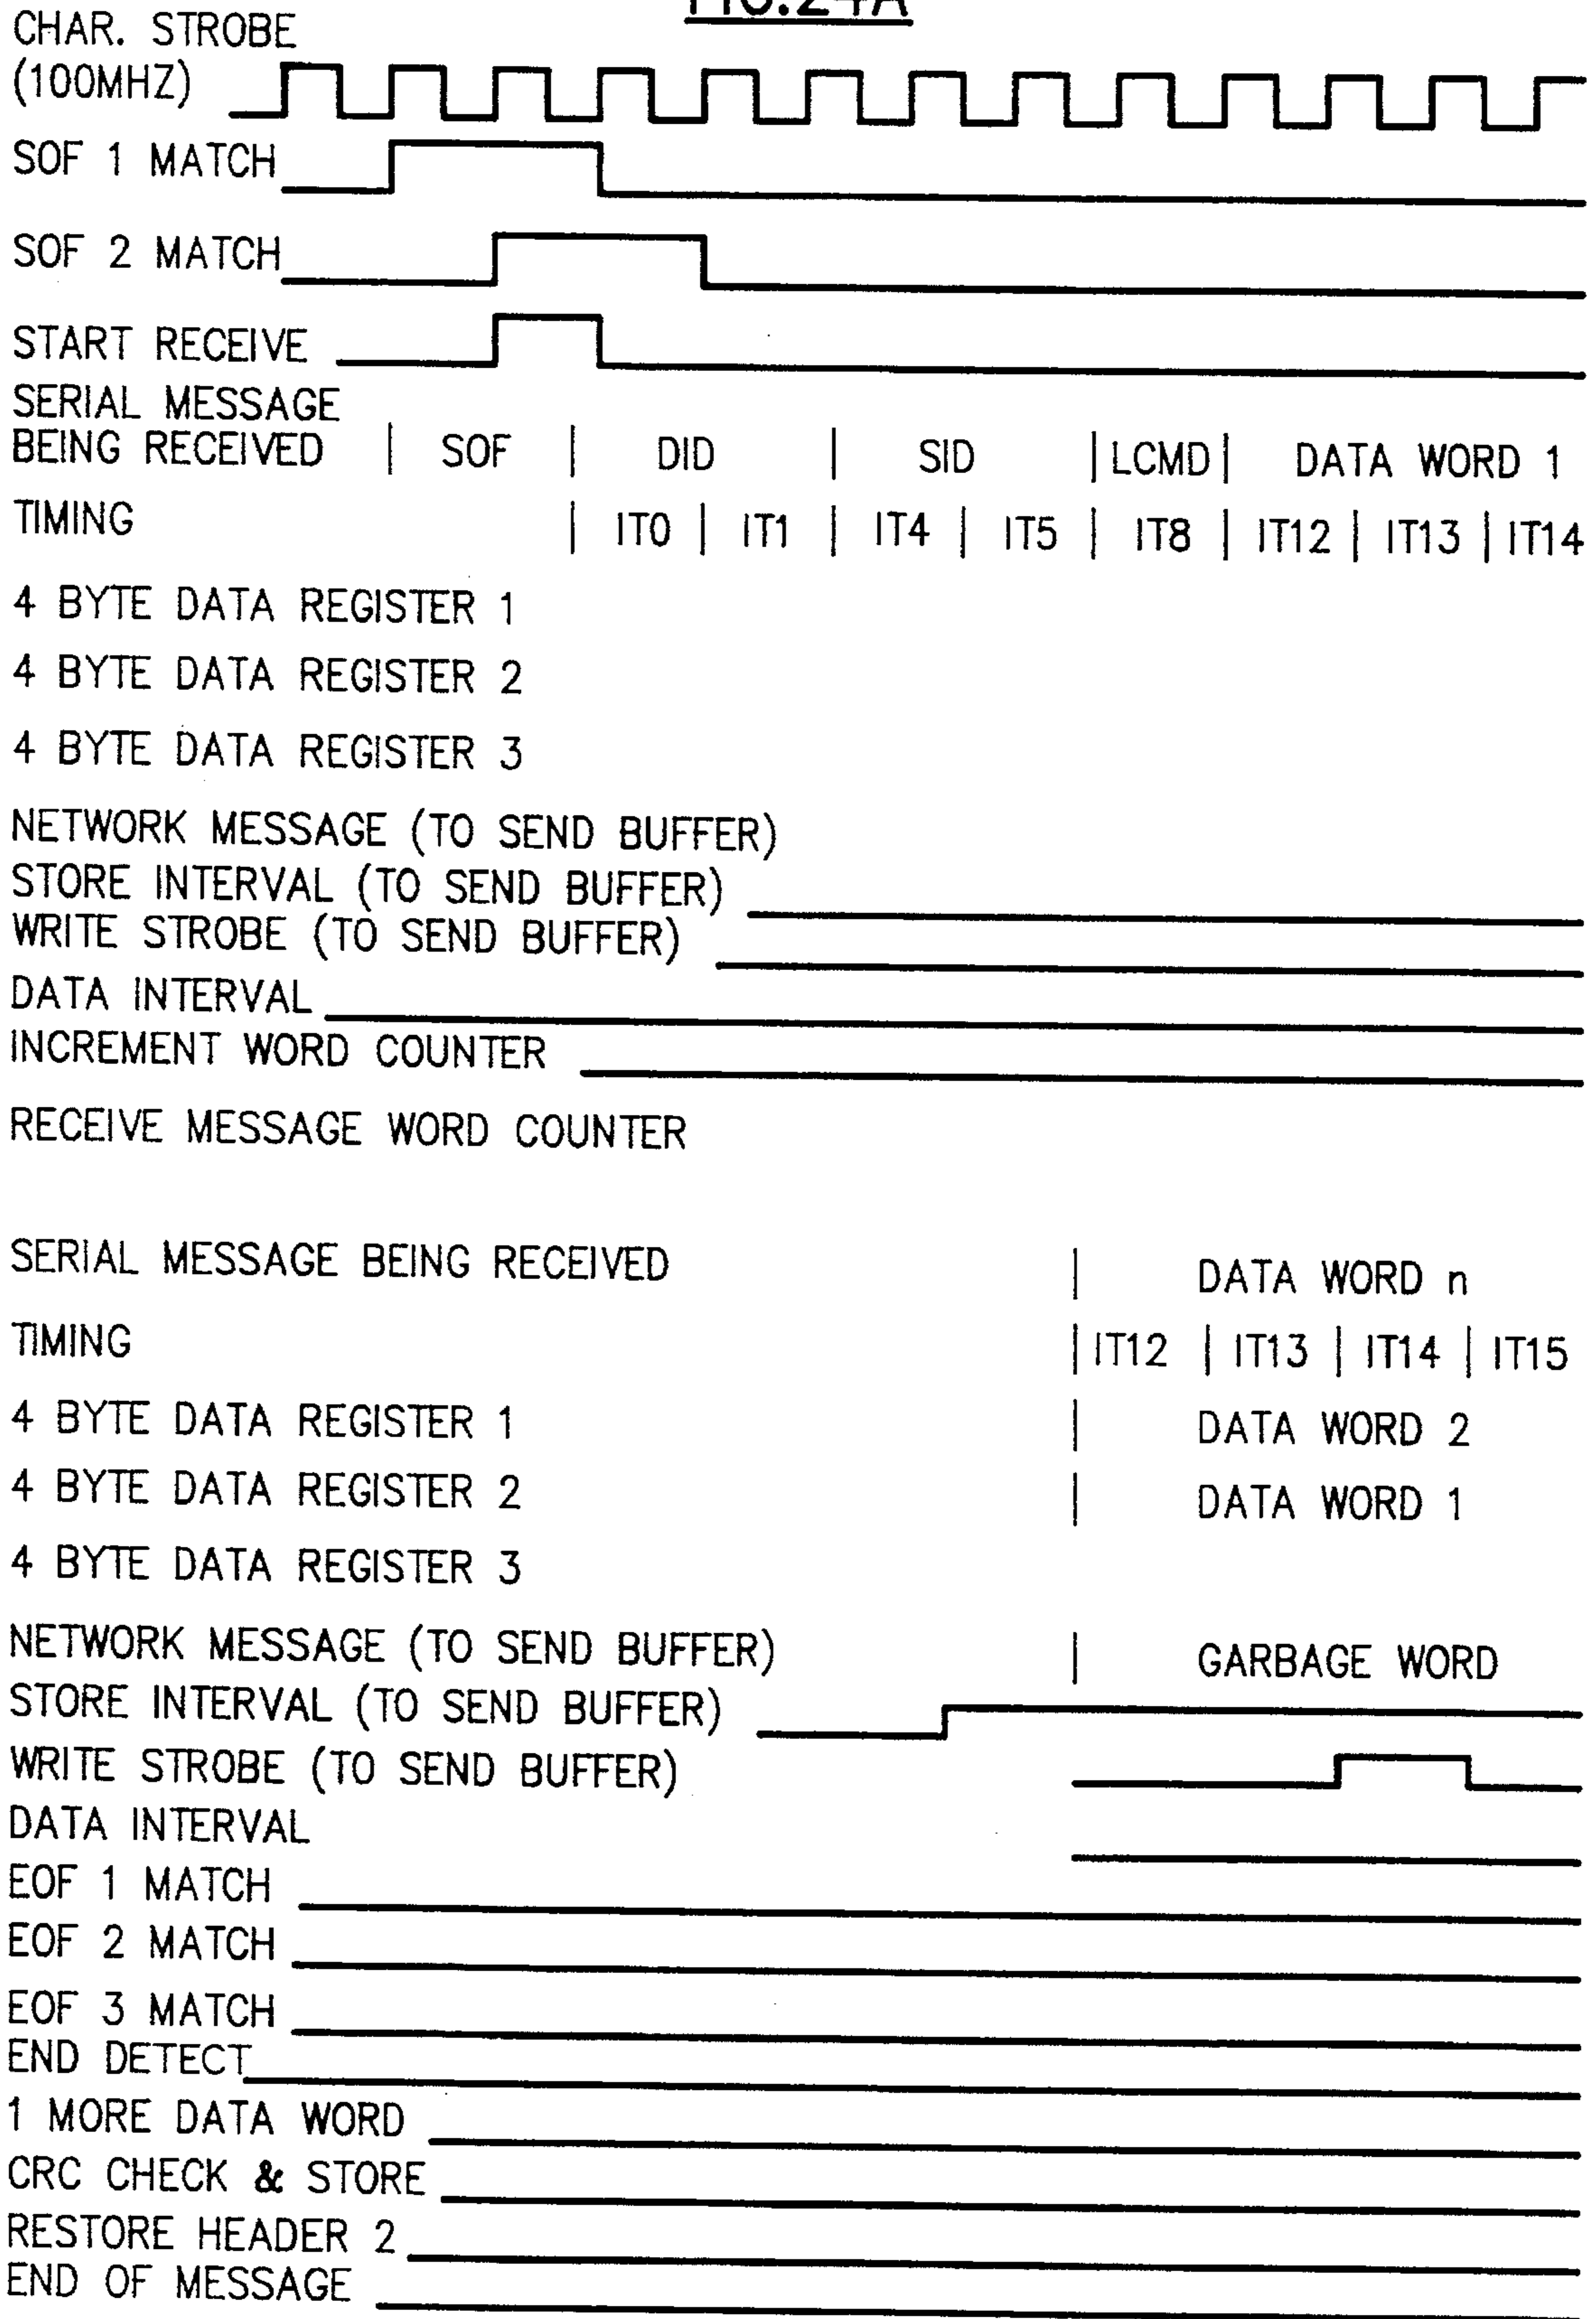 FIG.24A
CHAR. STROBE
(100MHZ)
SOF 1 MATCH
SOF 2 MATCH
START RECEIVE
SERIAL MESSAGE
BEING RECEIVED | SOF | DID | SID | LCMD | DATA WORD 1
TIMING | IT0 | IT1 | IT4 | IT5 | IT8 | IT12 | IT13 | IT14
4 BYTE DATA REGISTER 1
4 BYTE DATA REGISTER 2
4 BYTE DATA REGISTER 3
NETWORK MESSAGE (TO SEND BUFFER)
STORE INTERVAL (TO SEND BUFFER)
WRITE STROBE (TO SEND BUFFER)
DATA INTERVAL
INCREMENT WORD COUNTER
RECEIVE MESSAGE WORD COUNTER
SERIAL MESSAGE BEING RECEIVED | DATA WORD n
TIMING | IT12 | IT13 | IT14 | IT15
4 BYTE DATA REGISTER 1 | DATA WORD 2
4 BYTE DATA REGISTER 2 | DATA WORD 1
4 BYTE DATA REGISTER 3
NETWORK MESSAGE (TO SEND BUFFER) | GARBAGE WORD
STORE INTERVAL (TO SEND BUFFER)
WRITE STROBE (TO SEND BUFFER)
DATA INTERVAL
EOF 1 MATCH
EOF 2 MATCH
EOF 3 MATCH
END DETECT
1 MORE DATA WORD
CRC CHECK & STORE
RESTORE HEADER 2
END OF MESSAGE